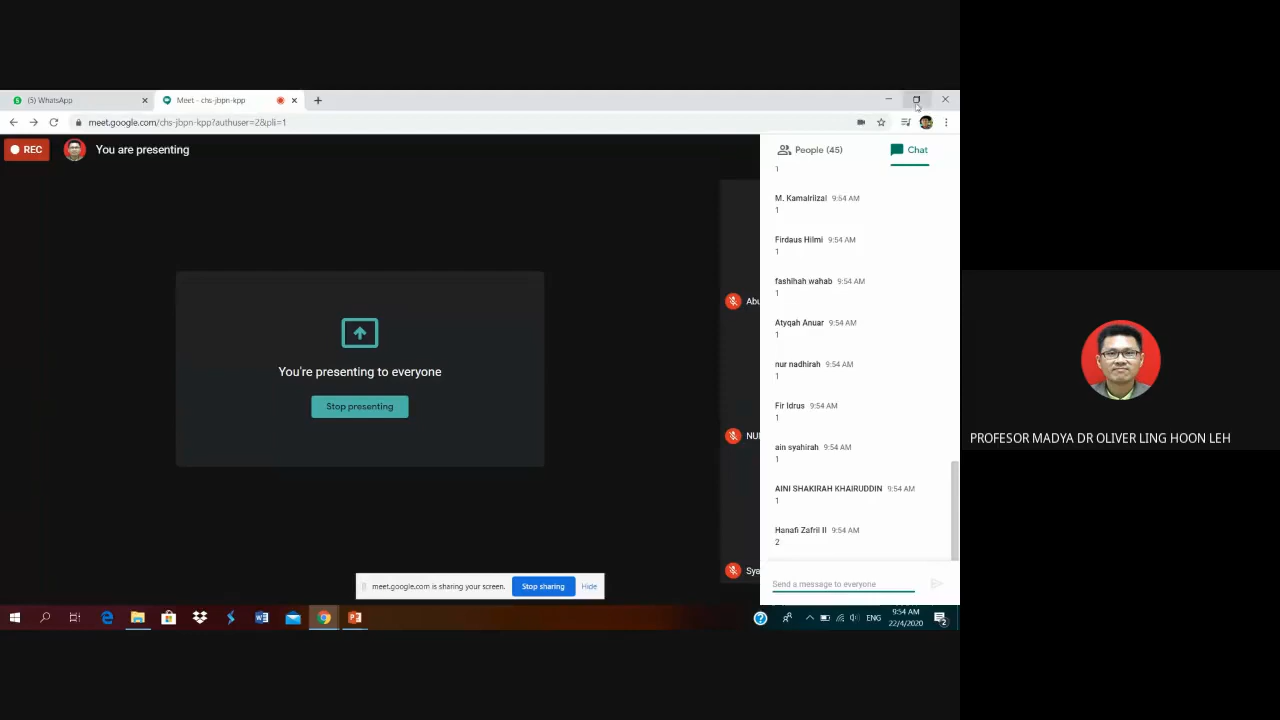 (5) WhatsApp
Meet - chs-jbpn-kpp
meet.google.com/chs-jbpn-kpp?authuser=2&pli=1
REC
You are presenting
People (45)
Chat
1
M. Kamalriizal 9:54 AM
1
Firdaus Hilmi 9:54 AM
1
fashihah wahab 9:54 AM
1
Atyqah Anuar 9:54 AM
1
nur nadhirah 9:54 AM
1
Fir Idrus 9:54 AM
1
ain syahirah 9:54 AM
1
AINI SHAKIRAH KHAIRUDDIN 9:54 AM
1
Hanafi Zafril II 9:54 AM
2
Send a message to everyone
You're presenting to everyone
Stop presenting
Abu
NU
Sya
meet.google.com is sharing your screen.
Stop sharing
Hide
ENG
9:54 AM
22/4/2020
2
PROFESOR MADYA DR OLIVER LING HOON LEH